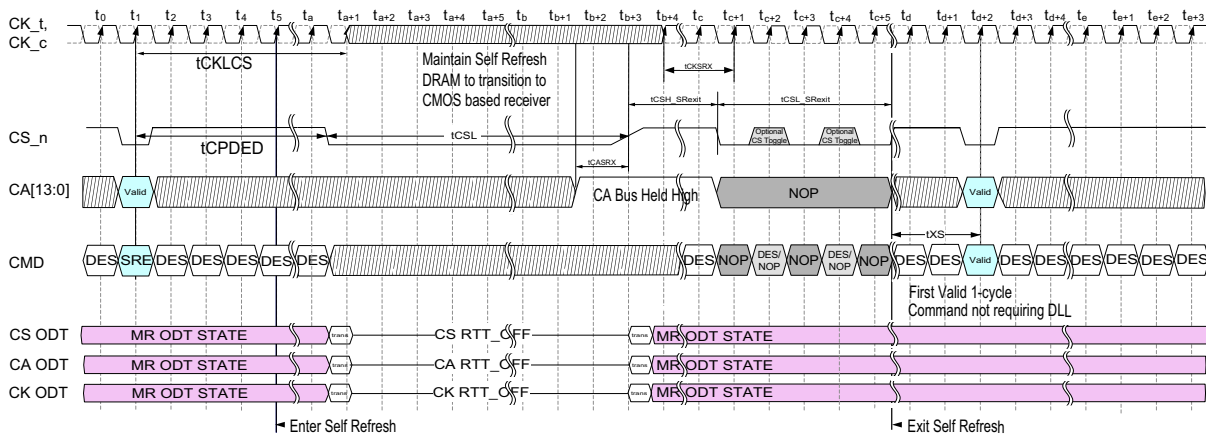 CK_t,
CK_c
t0 t1 t2 t3 t4 t5 ta ta+1 ta+2 ta+3 ta+4 ta+5 tb tb+1 tb+2 tb+3 tb+4 tc tc+1 tc+2 tc+3 tc+4 tc+5 td td+1 td+2 td+3 td+4 te te+1 te+2 te+3
tCKLCS
Maintain Self Refresh
DRAM to transition to
CMOS based receiver
tCKSRX
tCSH_SRexit
tCSL_SRexit
CS_n
tCPDED
tCSL
Optional
CS Toggle
Optional
CS Toggle
tCASRX
CA[13:0]
Valid
CA Bus Held High
NOP
Valid
tXS
CMD
DES SRE DES DES DES DES DES DES NOP DES/NOP NOP DES/NOP NOP DES DES Valid DES DES DES DES DES DES
First Valid 1-cycle
Command not requiring DLL
CS ODT
MR ODT STATE
trans
CS RTT_OFF
trans
MR ODT STATE
CA ODT
MR ODT STATE
trans
CA RTT_OFF
trans
MR ODT STATE
CK ODT
MR ODT STATE
trans
CK RTT_OFF
trans
MR ODT STATE
Enter Self Refresh
Exit Self Refresh